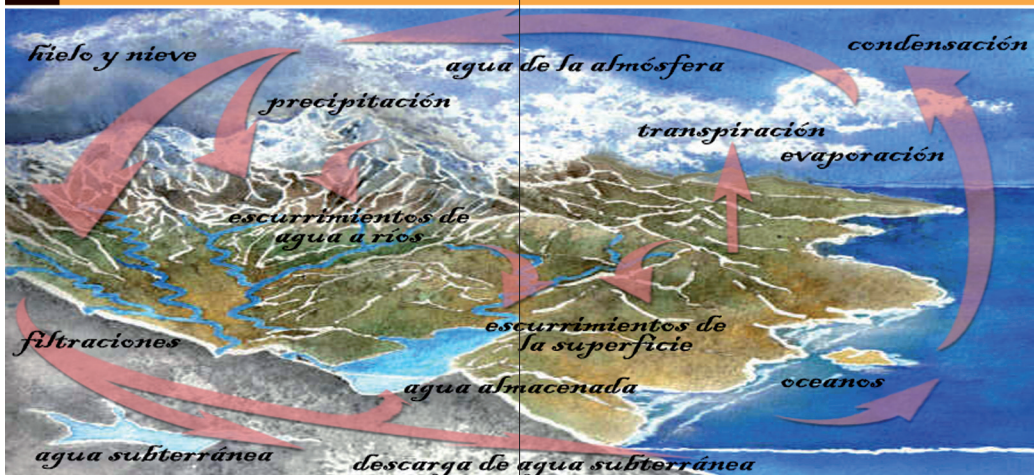 hielo y nieve
condensación
agua de la almósfera
precipitación
transpiración
evaporación
escurrimientos de
agua a ríos
escurrimientos de
la superficie
filtraciones
agua almacenada
oceanos
agua subterránea
descarga de agua subterránea